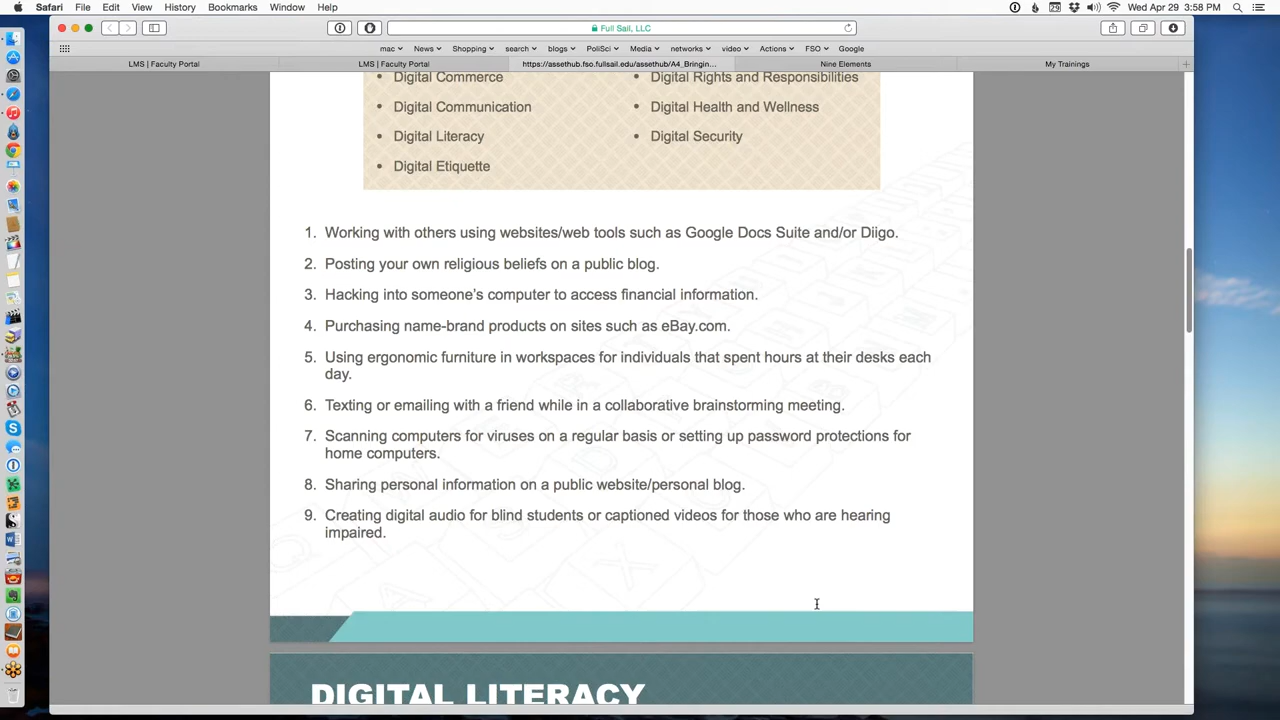 Safari File Edit View History Bookmarks Window Help Wed Apr 29 3:58 PM
Full Sail, LLC
mac News Shopping search blogs PoliSci Media networks video Actions FSO Google
LMS | Faculty Portal LMS | Faculty Portal https://assethub.fso.fullsail.edu/assethub/A4_Bringin... Nine Elements My Trainings
• Digital Commerce • Digital Rights and Responsibilities
• Digital Communication • Digital Health and Wellness
• Digital Literacy • Digital Security
• Digital Etiquette
1. Working with others using websites/web tools such as Google Docs Suite and/or Diigo.
2. Posting your own religious beliefs on a public blog.
3. Hacking into someone's computer to access financial information.
4. Purchasing name-brand products on sites such as eBay.com.
5. Using ergonomic furniture in workspaces for individuals that spent hours at their desks each
day.
6. Texting or emailing with a friend while in a collaborative brainstorming meeting.
7. Scanning computers for viruses on a regular basis or setting up password protections for
home computers.
8. Sharing personal information on a public website/personal blog.
9. Creating digital audio for blind students or captioned videos for those who are hearing
impaired.
DIGITAL LITERACY